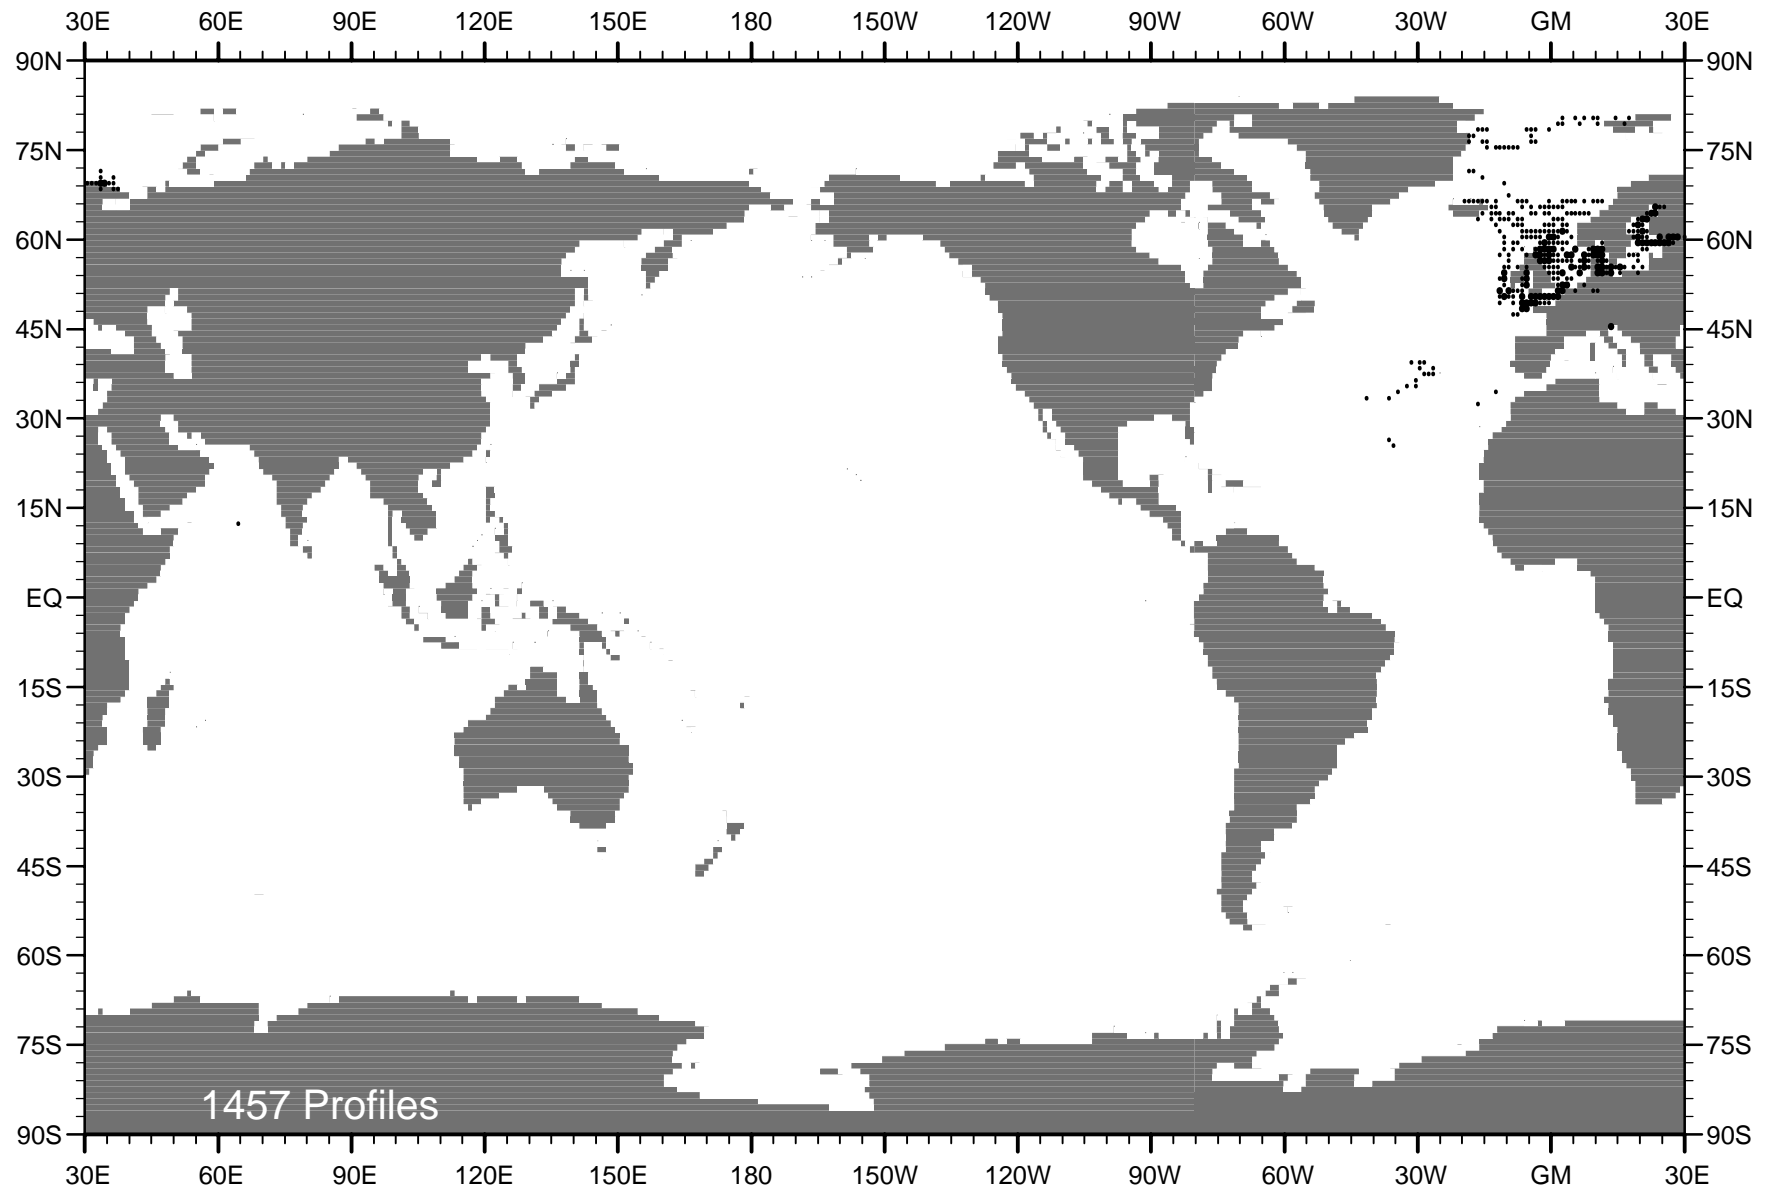 30E 60E 90E 120E 150E 180 150W 120W 90W 60W 30W GM 30E
90N 90N
75N 75N
60N 60N
45N 45N
30N 30N
15N 15N
EQ EQ
15S 15S
30S 30S
45S 45S
60S 60S
75S 75S
1457 Profiles
90S 90S
30E 60E 90E 120E 150E 180 150W 120W 90W 60W 30W GM 30E